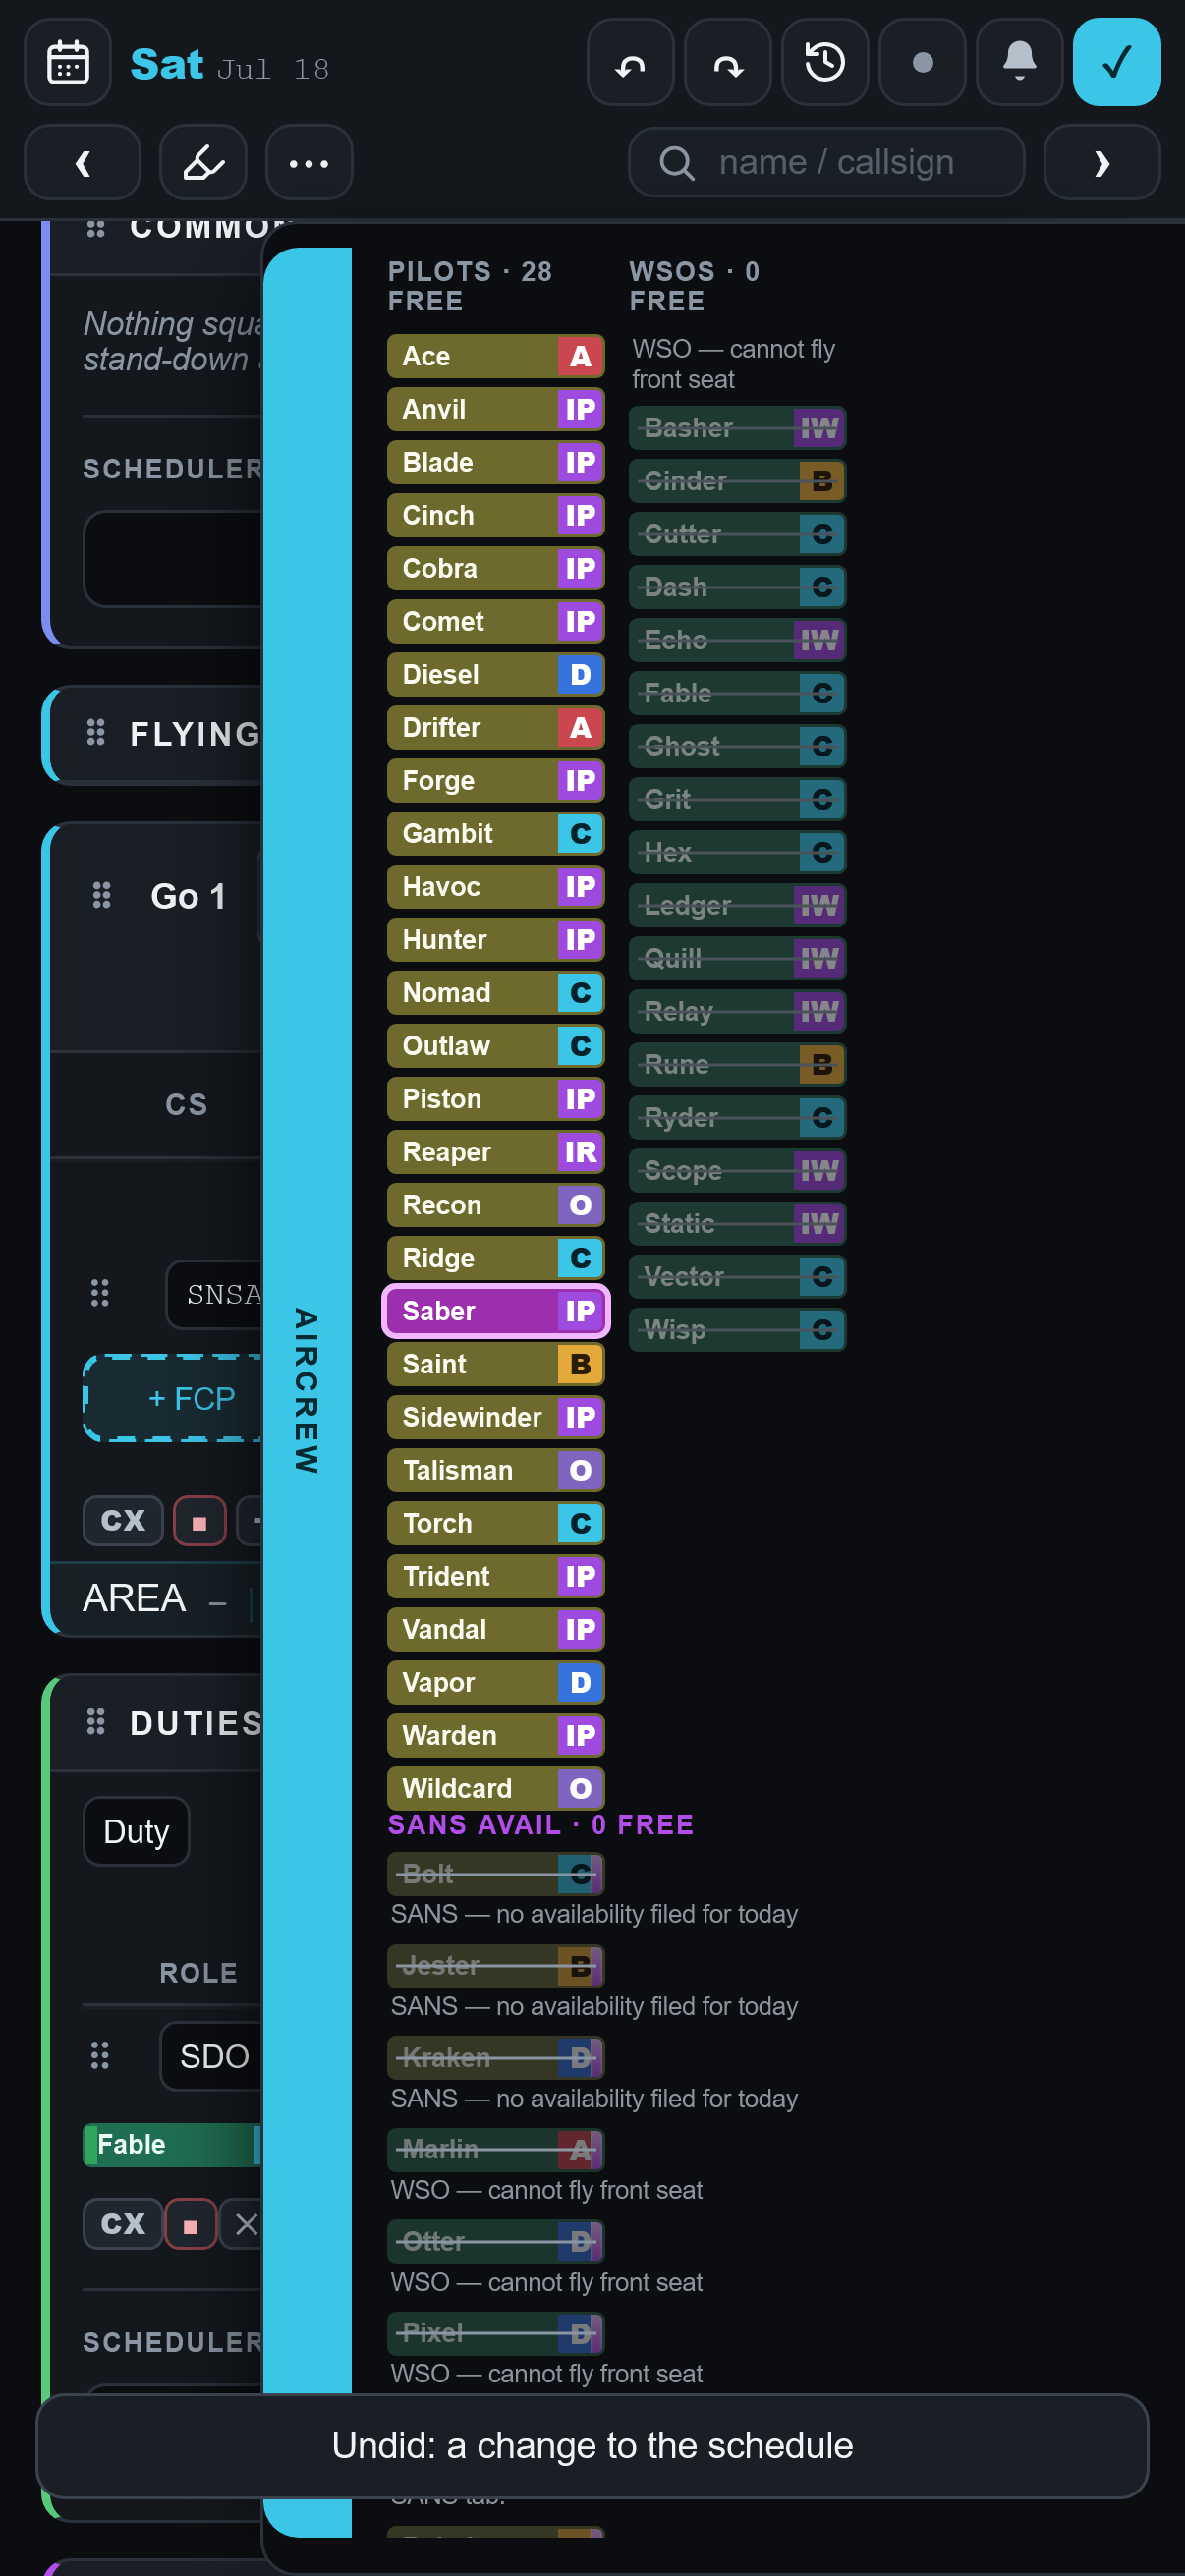 Sat Jul 18
name / callsign
COMMON
Nothing squa
stand-down
SCHEDULER
FLYING
Go 1
CS
SNSA
+ FCP
CX
AREA –
DUTIES
Duty
ROLE
SDO
Fable
CX
SCHEDULER
AIRCREW
PILOTS · 28
FREE
Ace A
Anvil IP
Blade IP
Cinch IP
Cobra IP
Comet IP
Diesel D
Drifter A
Forge IP
Gambit C
Havoc IP
Hunter IP
Nomad C
Outlaw C
Piston IP
Reaper IR
Recon O
Ridge C
Saber IP
Saint B
Sidewinder IP
Talisman O
Torch C
Trident IP
Vandal IP
Vapor D
Warden IP
Wildcard O
WSOS · 0
FREE
WSO — cannot fly
front seat
Basher IW
Cinder B
Cutter C
Dash C
Echo IW
Fable C
Ghost C
Grit C
Hex C
Ledger IW
Quill IW
Relay IW
Rune B
Ryder C
Scope IW
Static IW
Vector C
Wisp C
SANS AVAIL · 0 FREE
Bolt C
SANS — no availability filed for today
Jester B
SANS — no availability filed for today
Kraken D
SANS — no availability filed for today
Marlin A
WSO — cannot fly front seat
Otter D
WSO — cannot fly front seat
Pixel D
WSO — cannot fly front seat
Undid: a change to the schedule
SANS tab.